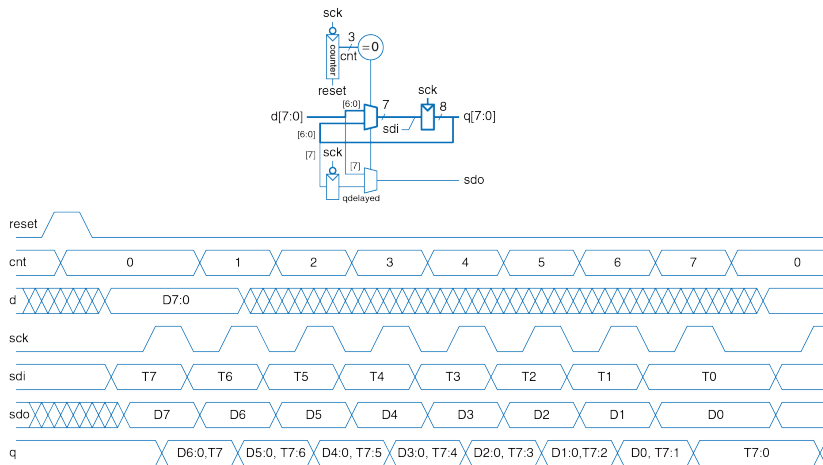 sck
3
cnt
=0
counter
reset
sck
[6:0]
7
8
d[7:0]
q[7:0]
sdi
[6:0]
[7]
sck
[7]
sdo
qdelayed
reset
cnt 0 1 2 3 4 5 6 7 0
d D7:0
sck
sdi T7 T6 T5 T4 T3 T2 T1 T0
sdo D7 D6 D5 D4 D3 D2 D1 D0
q D6:0,T7 D5:0, T7:6 D4:0, T7:5 D3:0, T7:4 D2:0, T7:3 D1:0,T7:2 D0, T7:1 T7:0